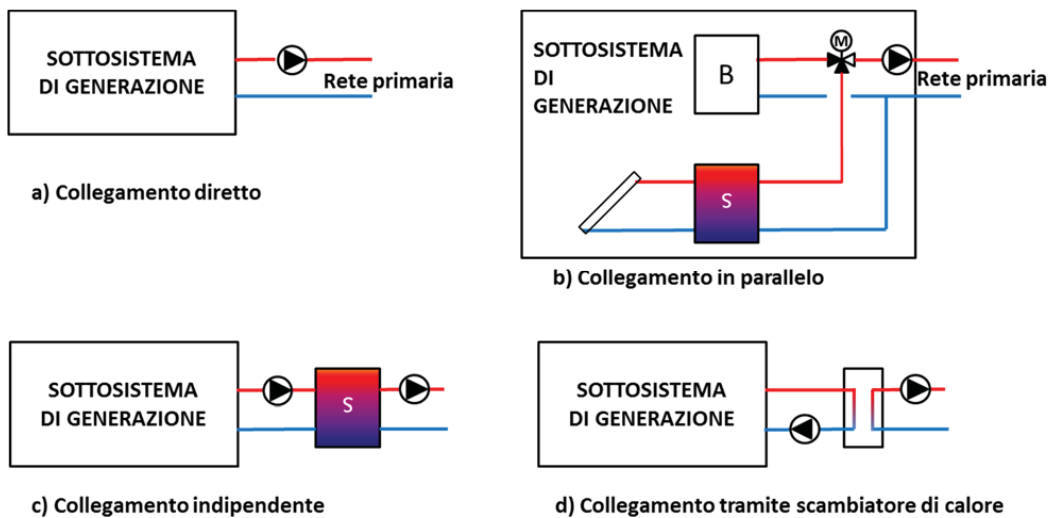 SOTTOSISTEMA
DI GENERAZIONE
Rete primaria
a) Collegamento diretto
SOTTOSISTEMA
DI
GENERAZIONE
B
M
Rete primaria
S
b) Collegamento in parallelo
SOTTOSISTEMA
DI GENERAZIONE
S
c) Collegamento indipendente
SOTTOSISTEMA
DI GENERAZIONE
d) Collegamento tramite scambiatore di calore